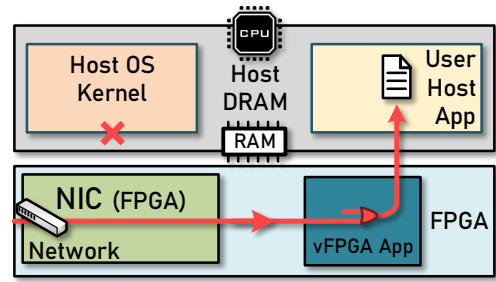 CPU
Host OS
Kernel
Host
DRAM
User
Host
App
RAM
NIC (FPGA)
Network
vFPGA App
FPGA